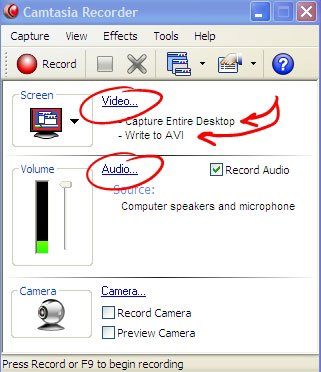 Camtasia Recorder
Capture View Effects Tools Help
Record
Screen
Video...
- Capture Entire Desktop
- Write to AVI
Volume
Audio...
Record Audio
Source:
Computer speakers and microphone
Camera
Camera...
Record Camera
Preview Camera
Press Record or F9 to begin recording